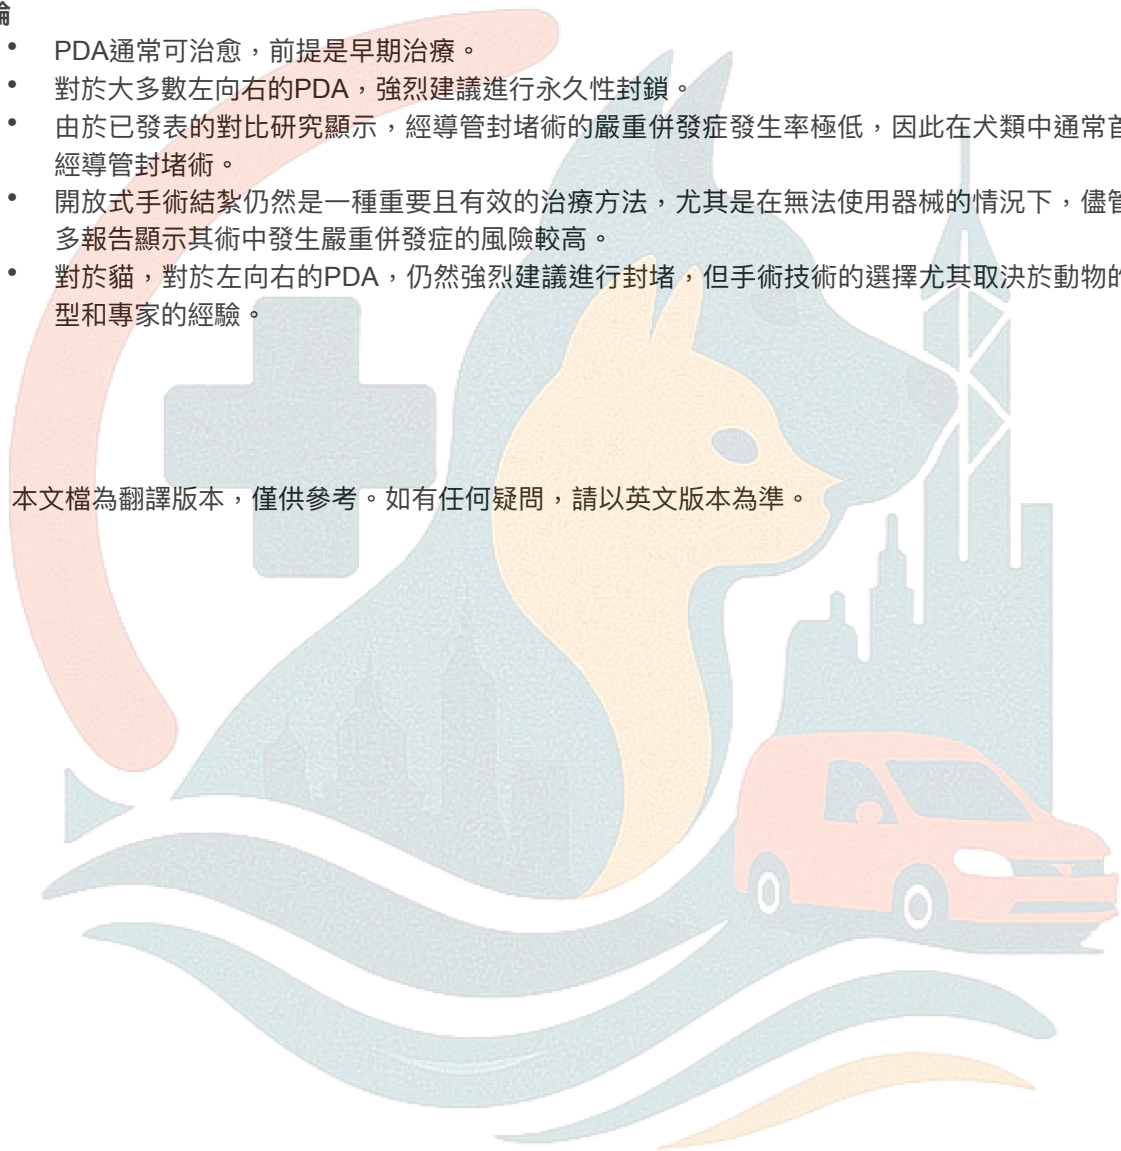 論
• PDA通常可治愈，前提是早期治療。
• 對於大多數左向右的PDA，強烈建議進行永久性封鎖。
• 由於已發表的對比研究顯示，經導管封堵術的嚴重併發症發生率極低，因此在犬類中通常首
經導管封堵術。
• 開放式手術結紮仍然是一種重要且有效的治療方法，尤其是在無法使用器械的情況下，儘管
多報告顯示其術中發生嚴重併發症的風險較高。
• 對於貓，對於左向右的PDA，仍然強烈建議進行封堵，但手術技術的選擇尤其取決於動物的
型和專家的經驗。
本文檔為翻譯版本，僅供參考。如有任何疑問，請以英文版本為準。